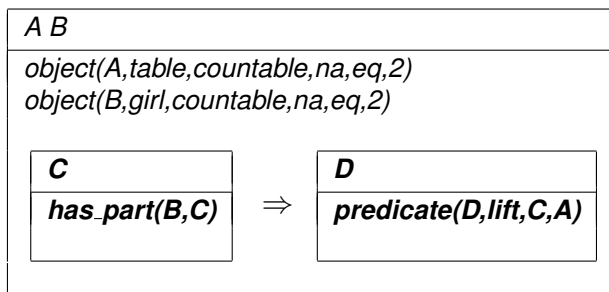 A B
object(A,table,countable,na,eq,2)
object(B,girl,countable,na,eq,2)
C
has_part(B,C)
⇒
D
predicate(D,lift,C,A)